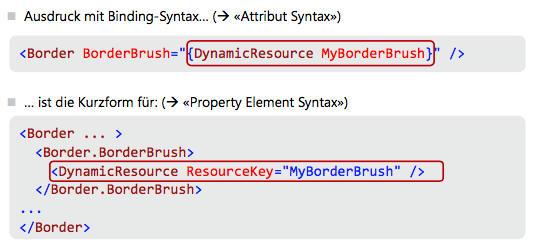 Ausdruck mit Binding-Syntax... (→ «Attribut Syntax»)
<Border BorderBrush="{DynamicResource MyBorderBrush}" />
... ist die Kurzform für: (→ «Property Element Syntax»)
<Border ... >
<Border.BorderBrush>
<DynamicResource ResourceKey="MyBorderBrush" />
</Border.BorderBrush>
...
</Border>